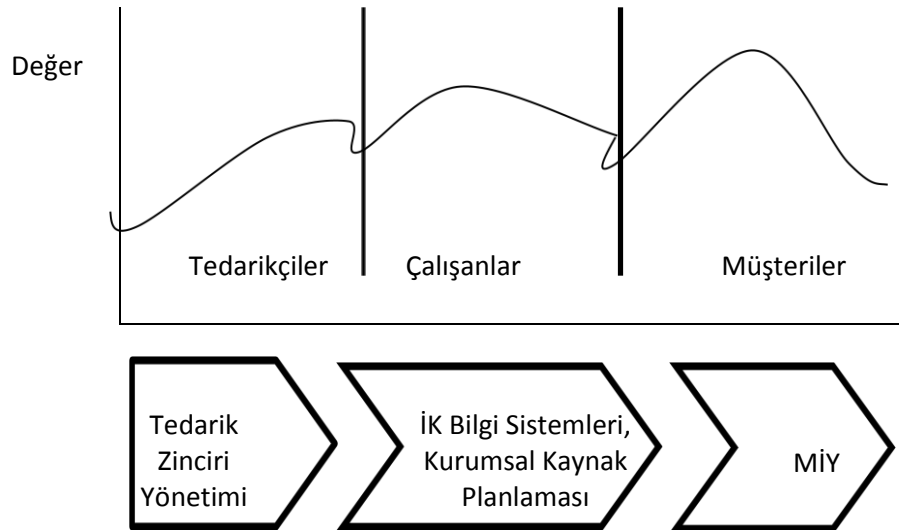 Değer
Tedarikçiler
Çalışanlar
Müşteriler
Tedarik
Zinciri
Yönetimi
İK Bilgi Sistemleri,
Kurumsal Kaynak
Planlaması
MİY